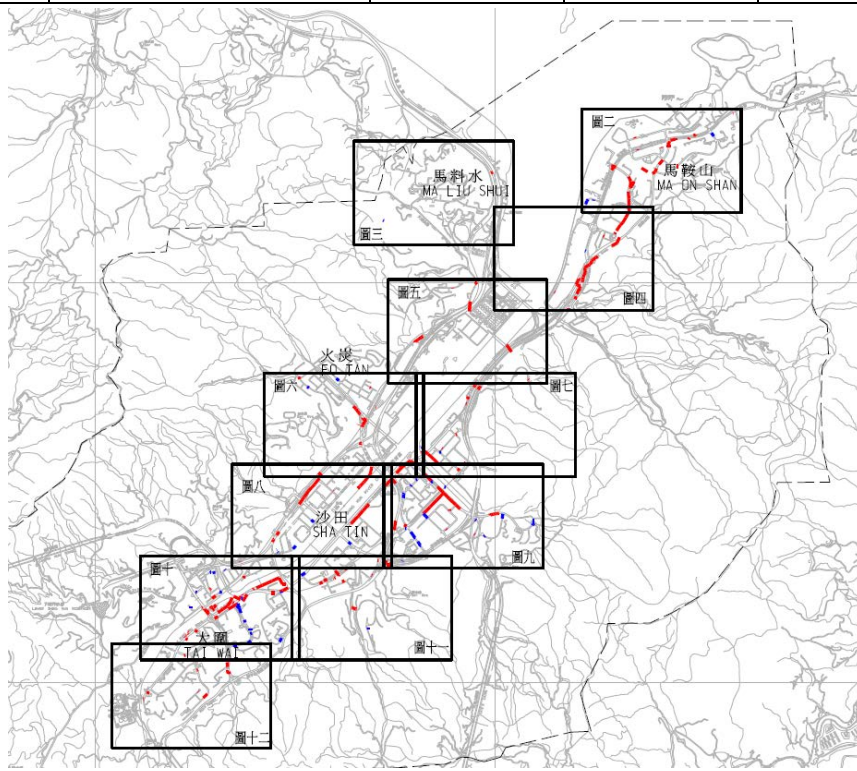 圖二
馬鞍山
MA ON SHAN
馬料水
MA LIU SHUI
圖三
圖四
圖五
火炭
FO TAN
圖六
圖七
圖八
沙田
SHA TIN
圖九
圖十
大圍
TAI WAI
圖十一
圖十二